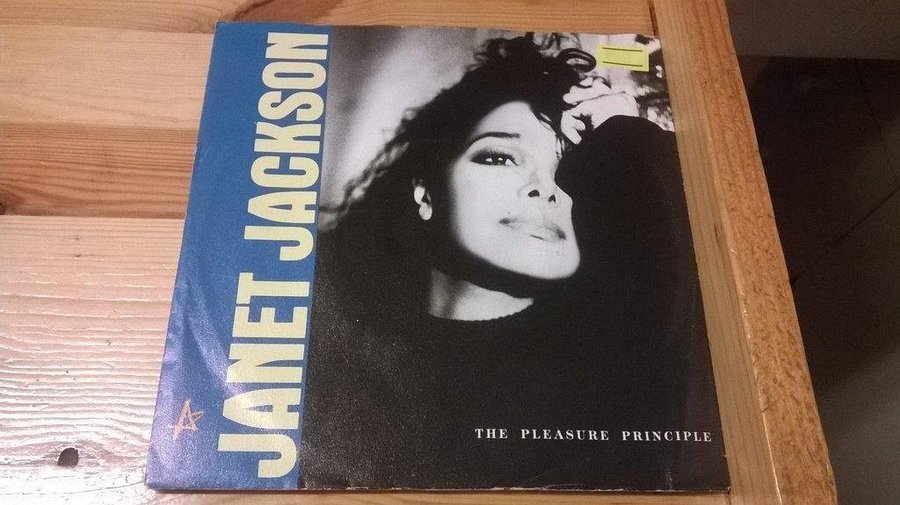 JANET JACKSON
THE PLEASURE PRINCIPLE